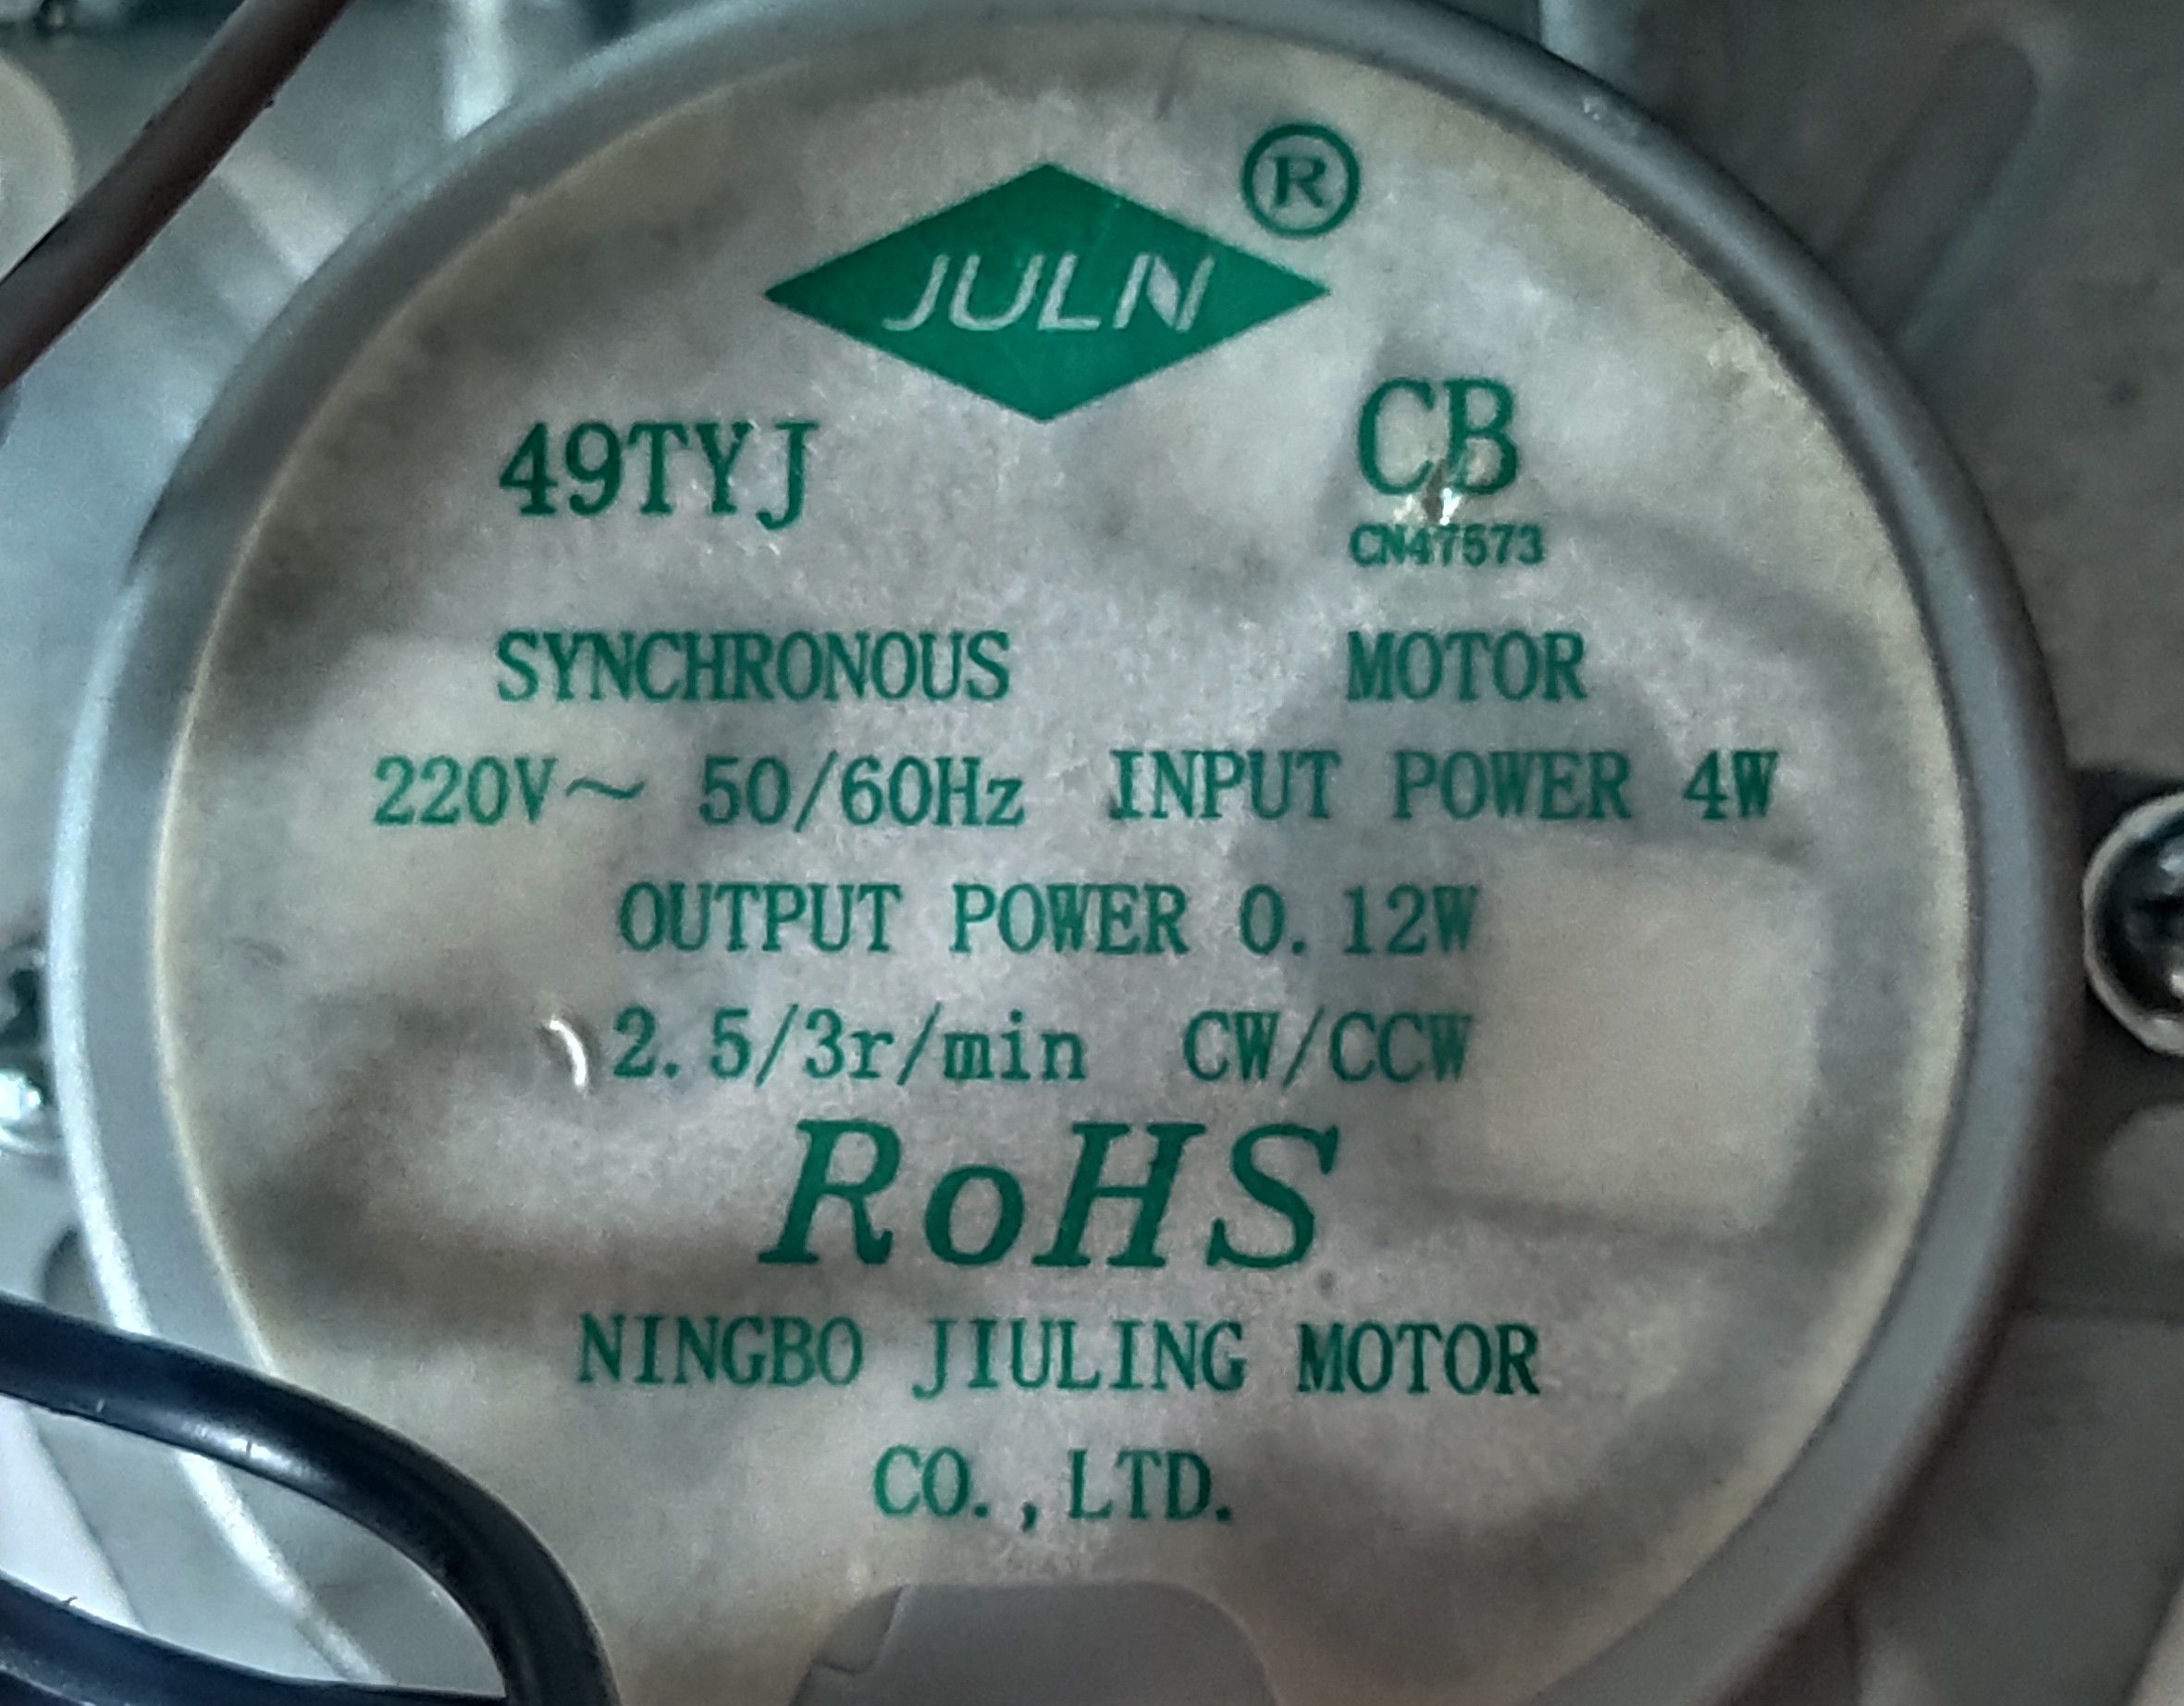 ®
JULN
49TYJ CB
CN47573
SYNCHRONOUS MOTOR
220V～ 50/60Hz INPUT POWER 4W
OUTPUT POWER 0.12W
2.5/3r/min CW/CCW
RoHS
NINGBO JIULING MOTOR
CO.,LTD.